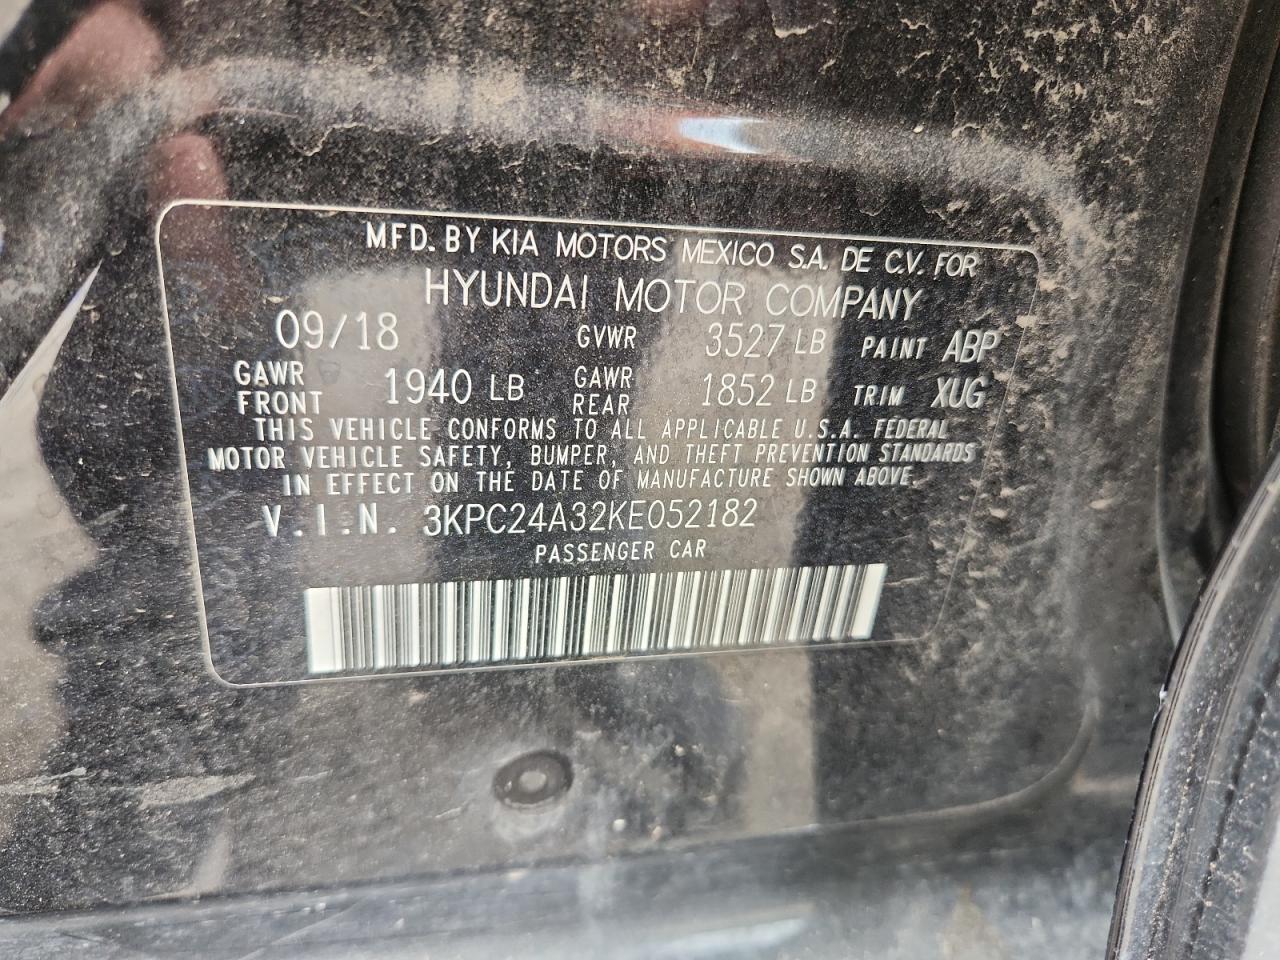 MFD. BY KIA MOTORS MEXICO S.A. DE C.V. FOR
HYUNDAI MOTOR COMPANY
09/18 GVWR 3527 LB PAINT ABP
GAWR FRONT 1940 LB GAWR REAR 1852 LB TRIM XUG
THIS VEHICLE CONFORMS TO ALL APPLICABLE U.S.A. FEDERAL
MOTOR VEHICLE SAFETY, BUMPER, AND THEFT PREVENTION STANDARDS
IN EFFECT ON THE DATE OF MANUFACTURE SHOWN ABOVE.
V.I.N. 3KPC24A32KE052182
PASSENGER CAR